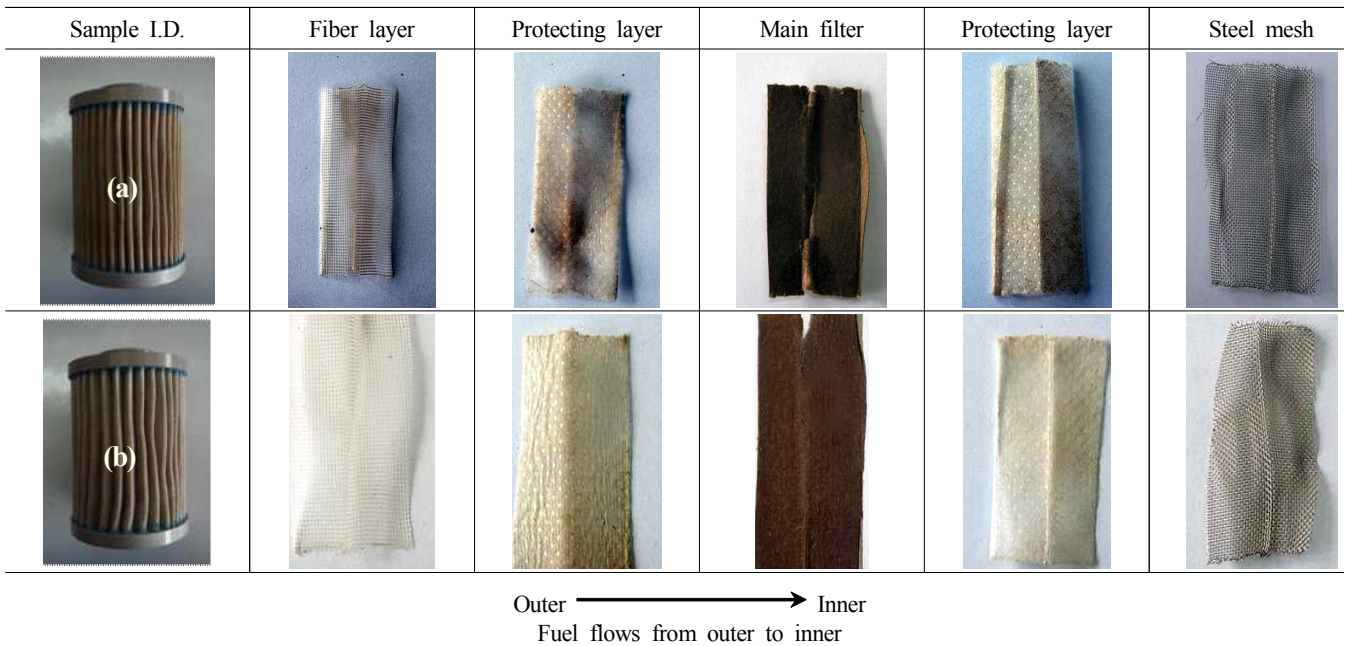 Sample I.D. Fiber layer Protecting layer Main filter Protecting layer Steel mesh
(a)
(b)
Outer Inner
Fuel flows from outer to inner